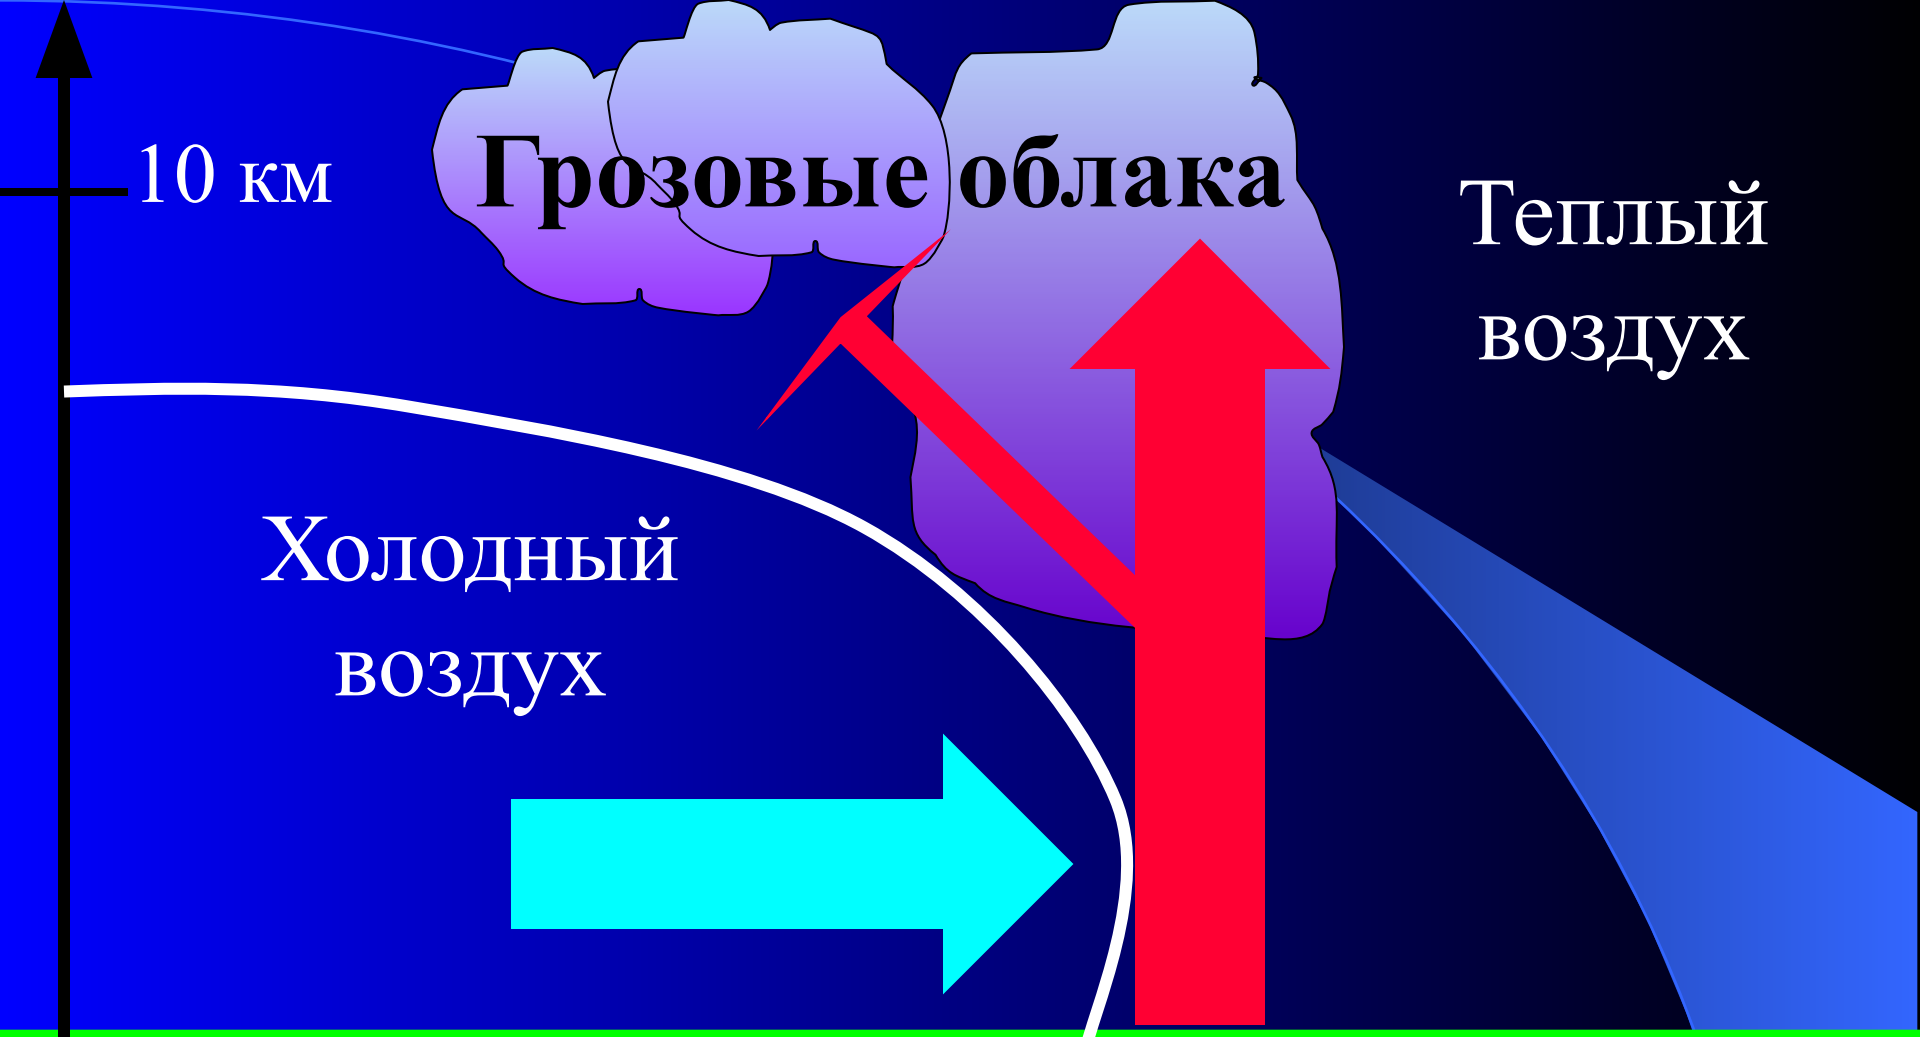 10 км
Грозовые облака
Теплый
воздух
Холодный
воздух